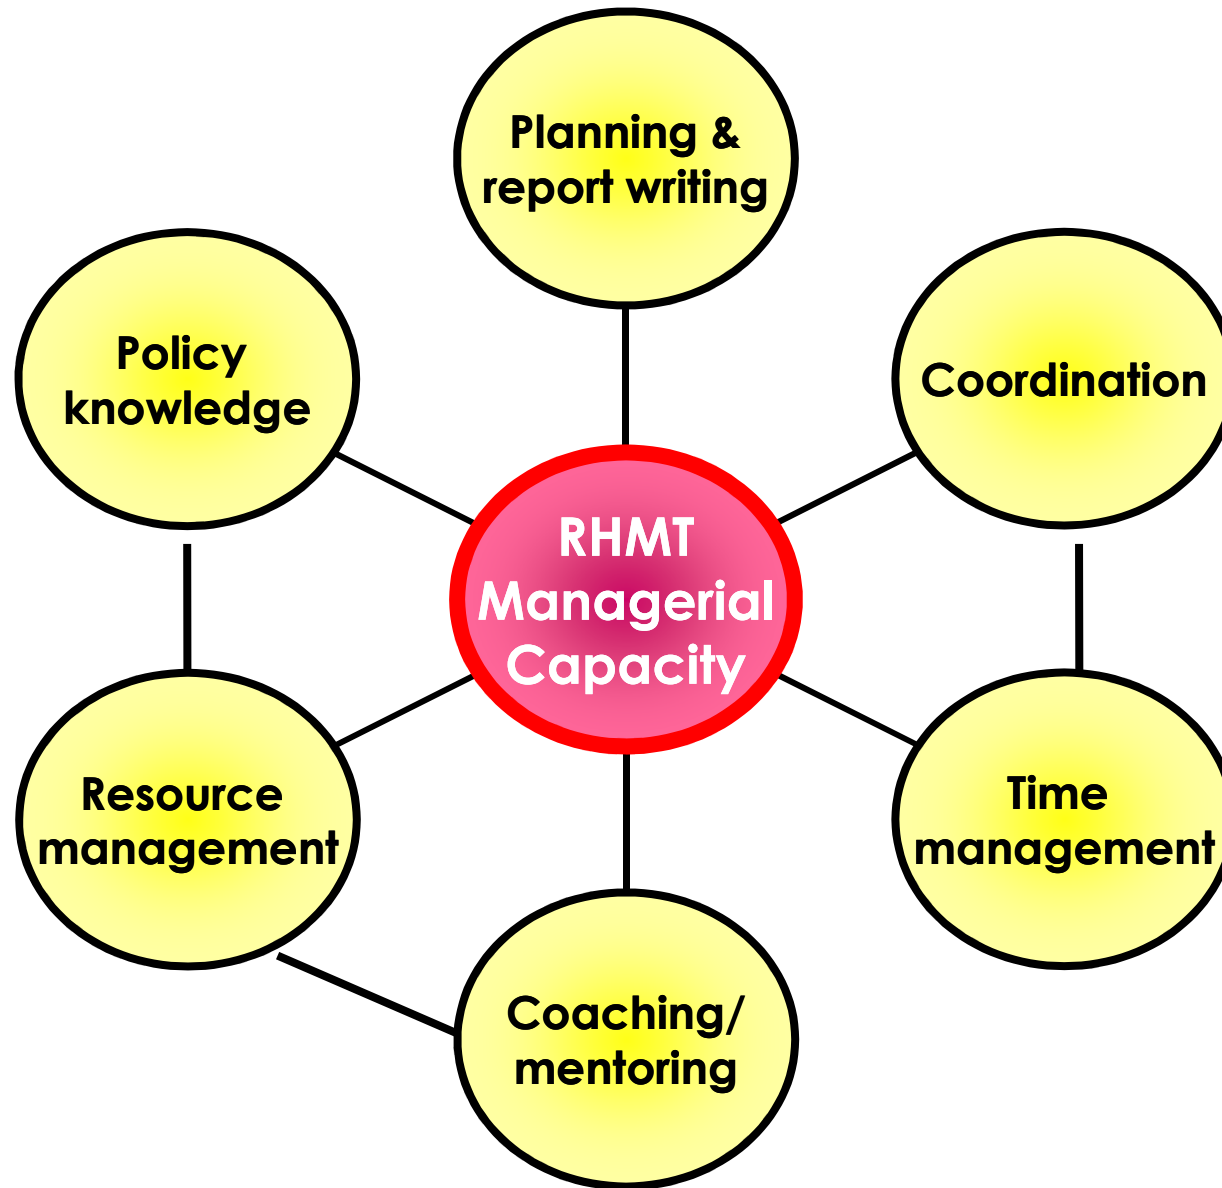 Planning &
report writing
Policy
knowledge
Coordination
RHMT
Managerial
Capacity
Resource
management
Time
management
Coaching/
mentoring